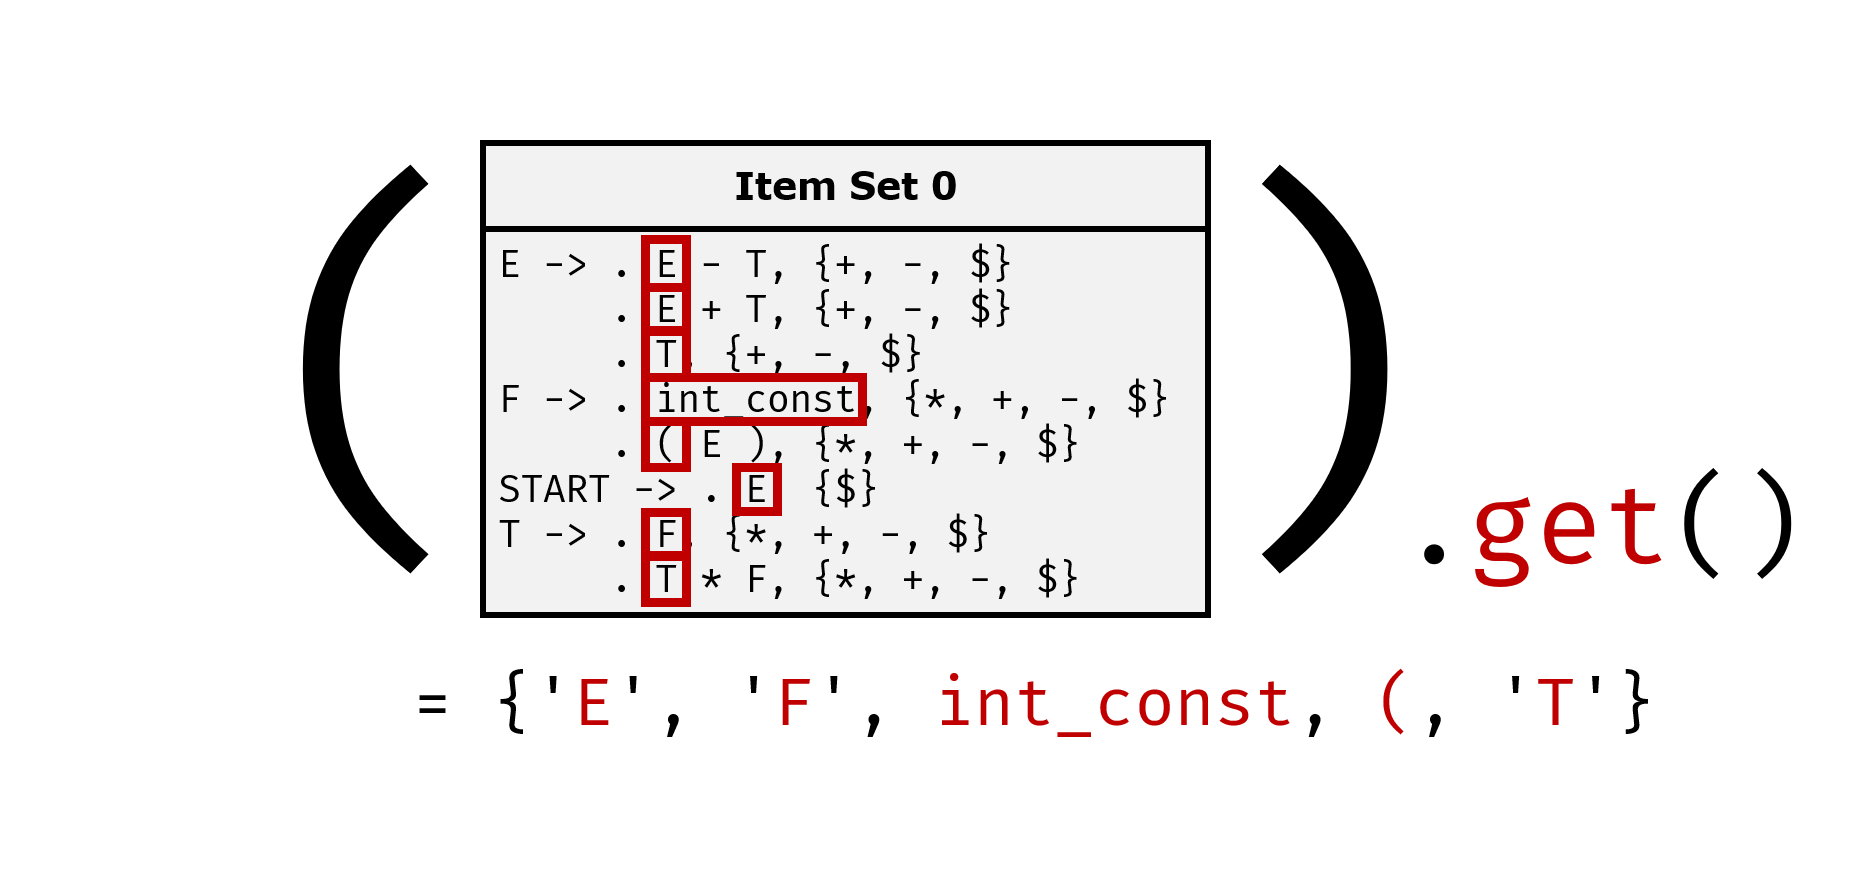 Item Set 0
E -> . E - T, {+, -, $}
. E + T, {+, -, $}
. T, {+, -, $}
F -> . int_const, {*, +, -, $}
. ( E ), {*, +, -, $}
START -> . E {$}
T -> . F, {*, +, -, $}
. T * F, {*, +, -, $}
( ).get()
= {'E', 'F', int_const, (, 'T'}